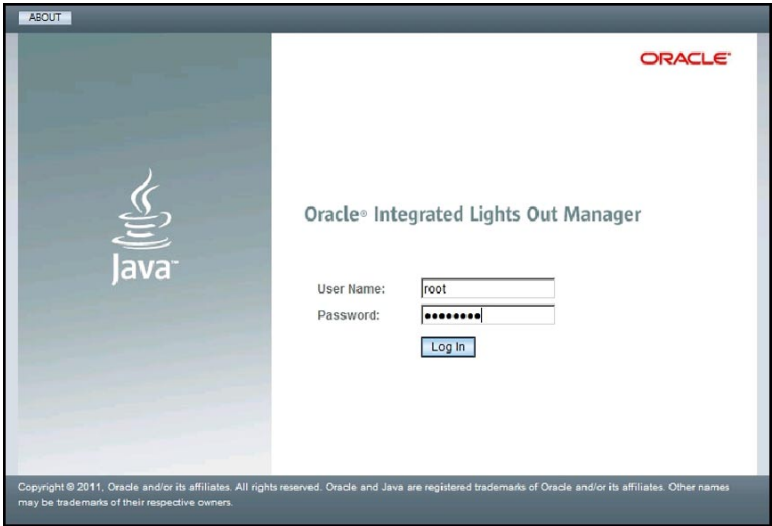 ABOUT
ORACLE®
Java™
Oracle® Integrated Lights Out Manager
User Name: root
Password: ●●●●●●●●
Log In
Copyright © 2011, Oracle and/or its affiliates. All rights reserved. Oracle and Java are registered trademarks of Oracle and/or its affiliates. Other names
may be trademarks of their respective owners.